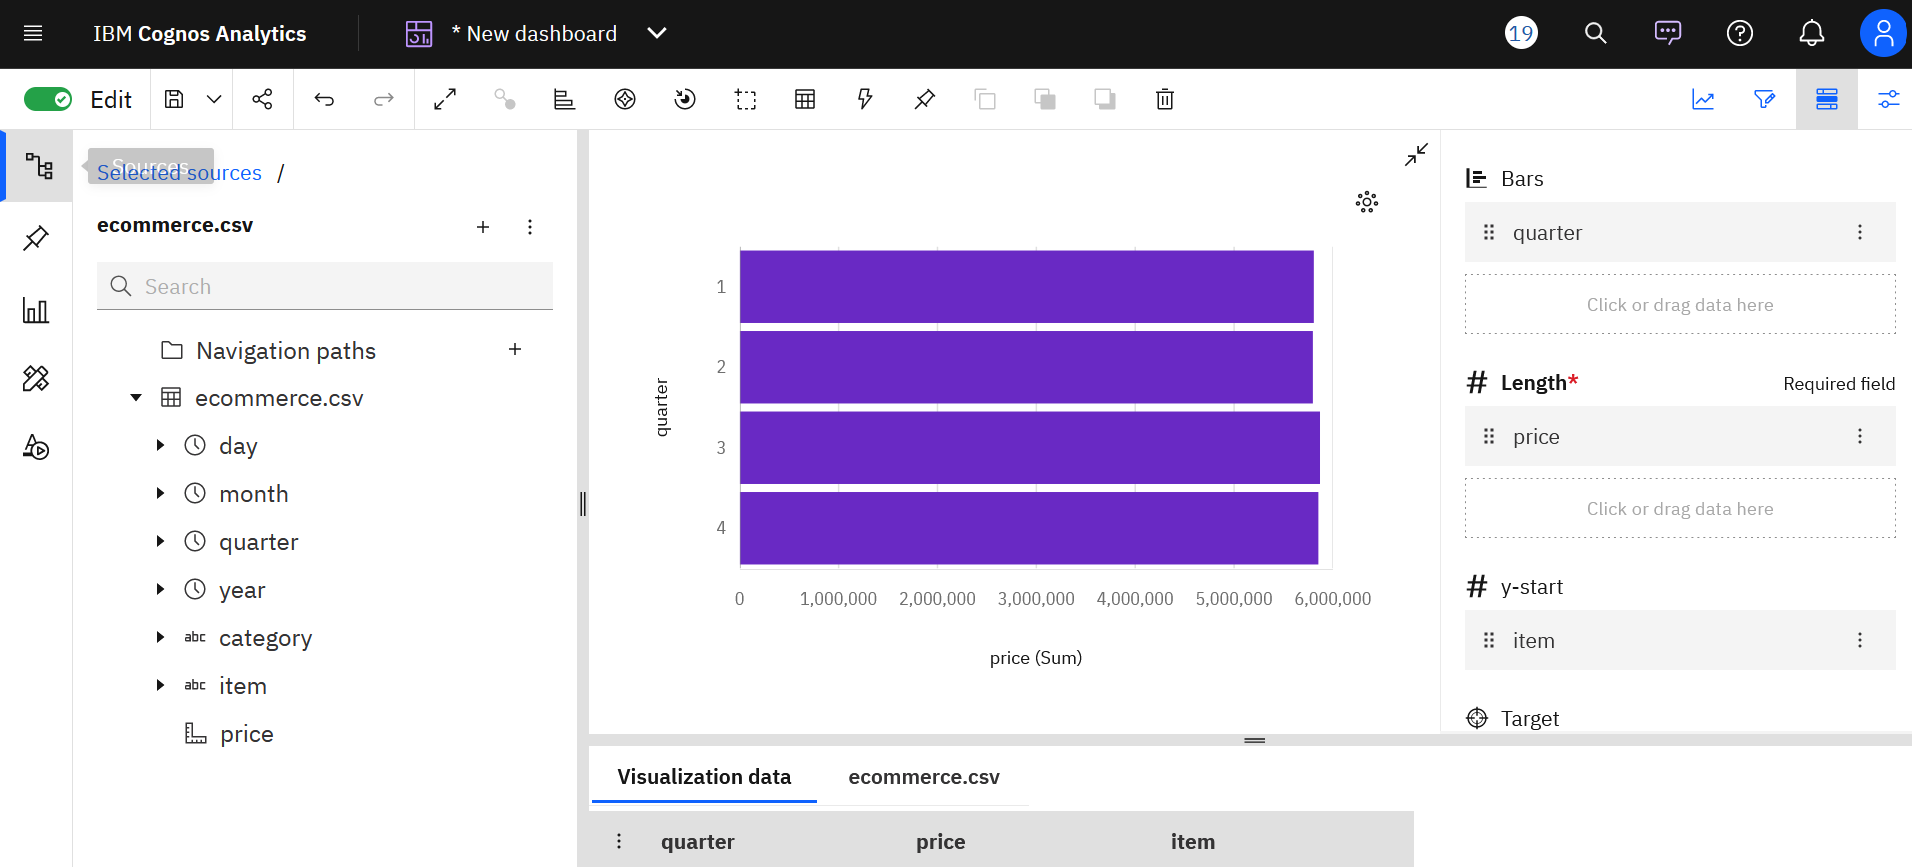 IBM Cognos Analytics
* New dashboard
19
Edit
Sources
Selected sources /
ecommerce.csv
Search
Navigation paths
ecommerce.csv
day
month
quarter
year
abc category
abc item
price
quarter
1
2
3
4
0 1,000,000 2,000,000 3,000,000 4,000,000 5,000,000 6,000,000
price (Sum)
Bars
quarter
Click or drag data here
# Length* Required field
price
Click or drag data here
# y-start
item
Target
Visualization data ecommerce.csv
quarter price item